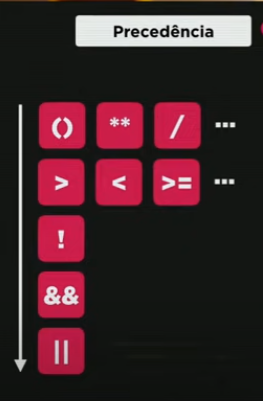 Precedência
() ** / ...
> < >= ...
!
&&
||